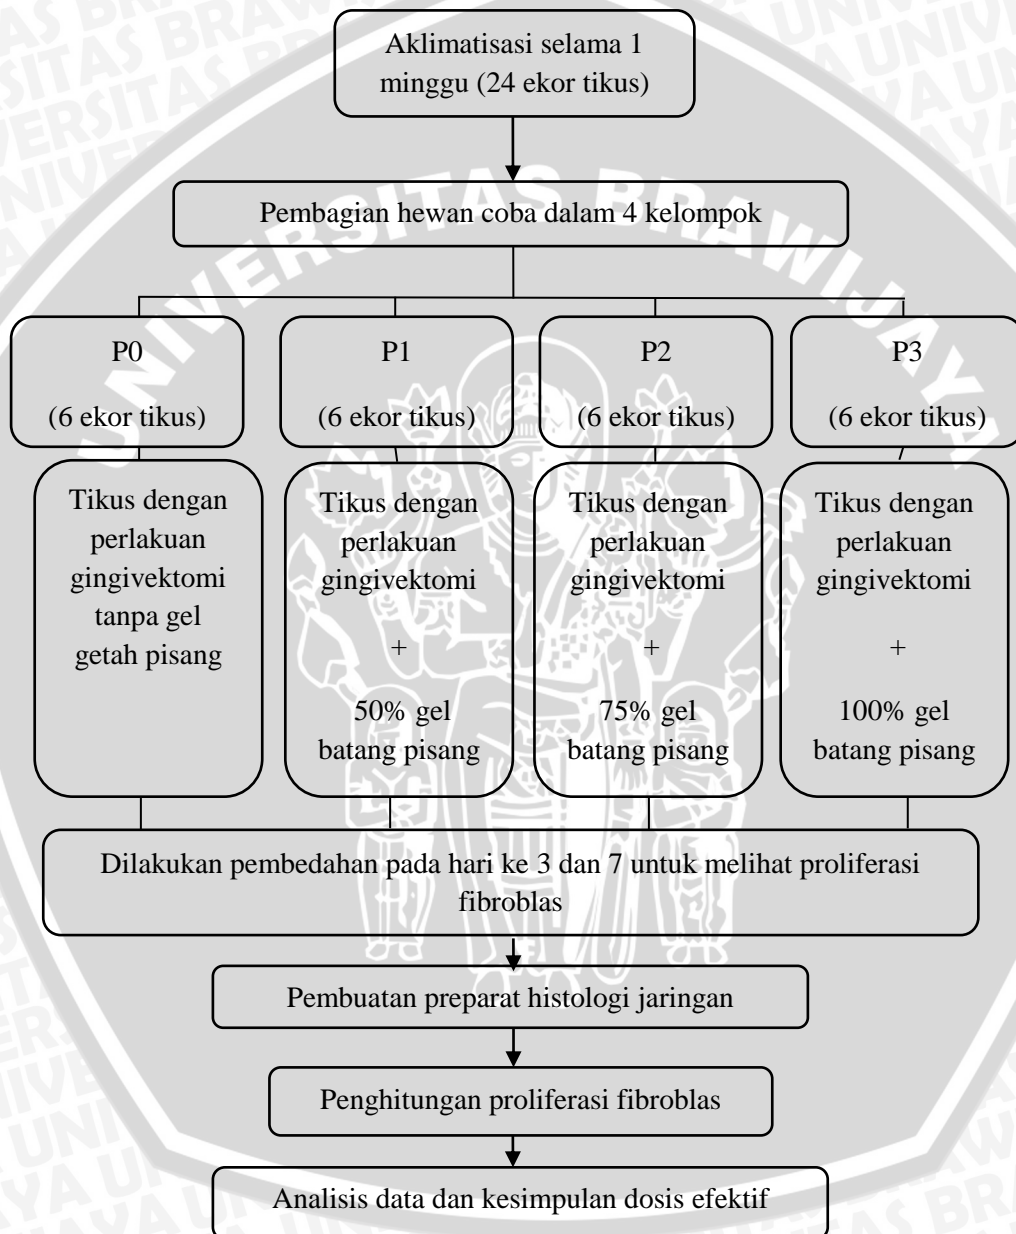 Aklimatisasi selama 1
minggu (24 ekor tikus)
UNIVERSITAS BRAWIJAYA
Pembagian hewan coba dalam 4 kelompok
P0
(6 ekor tikus)
P1
(6 ekor tikus)
P2
(6 ekor tikus)
P3
(6 ekor tikus)
Tikus dengan
perlakuan
gingivektomi
tanpa gel
getah pisang
Tikus dengan
perlakuan
gingivektomi
+
50% gel
batang pisang
Tikus dengan
perlakuan
gingivektomi
+
75% gel
batang pisang
Tikus dengan
perlakuan
gingivektomi
+
100% gel
batang pisang
Dilakukan pembedahan pada hari ke 3 dan 7 untuk melihat proliferasi
fibroblas
Pembuatan preparat histologi jaringan
Penghitungan proliferasi fibroblas
Analisis data dan kesimpulan dosis efektif